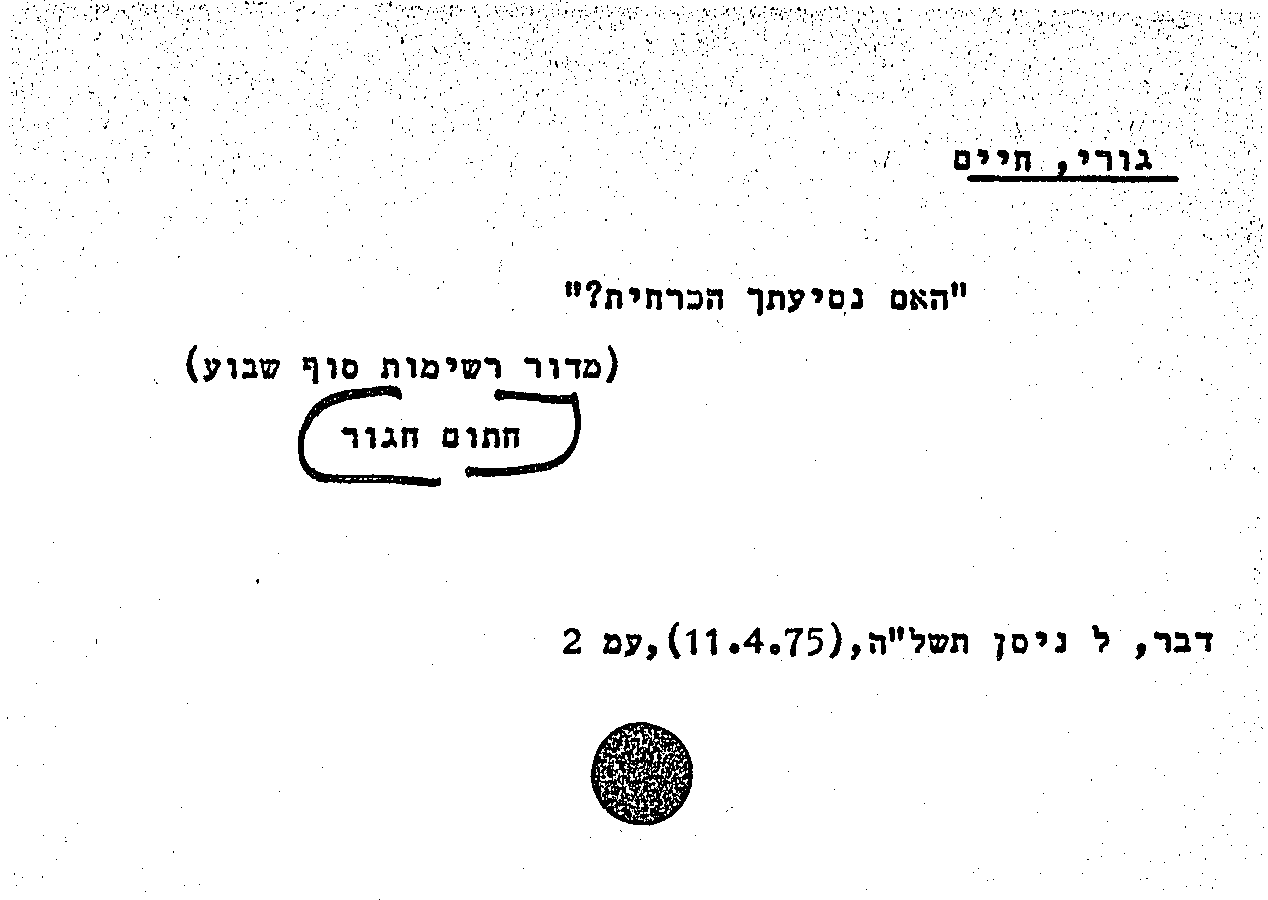 גורי, חיים
"האם נסיעתך הכרחית?"
(מדור רשימות סוף שבוע)
חתום חגור
דבר, ל ניסן תשל"ה,(11.4.75),עמ 2